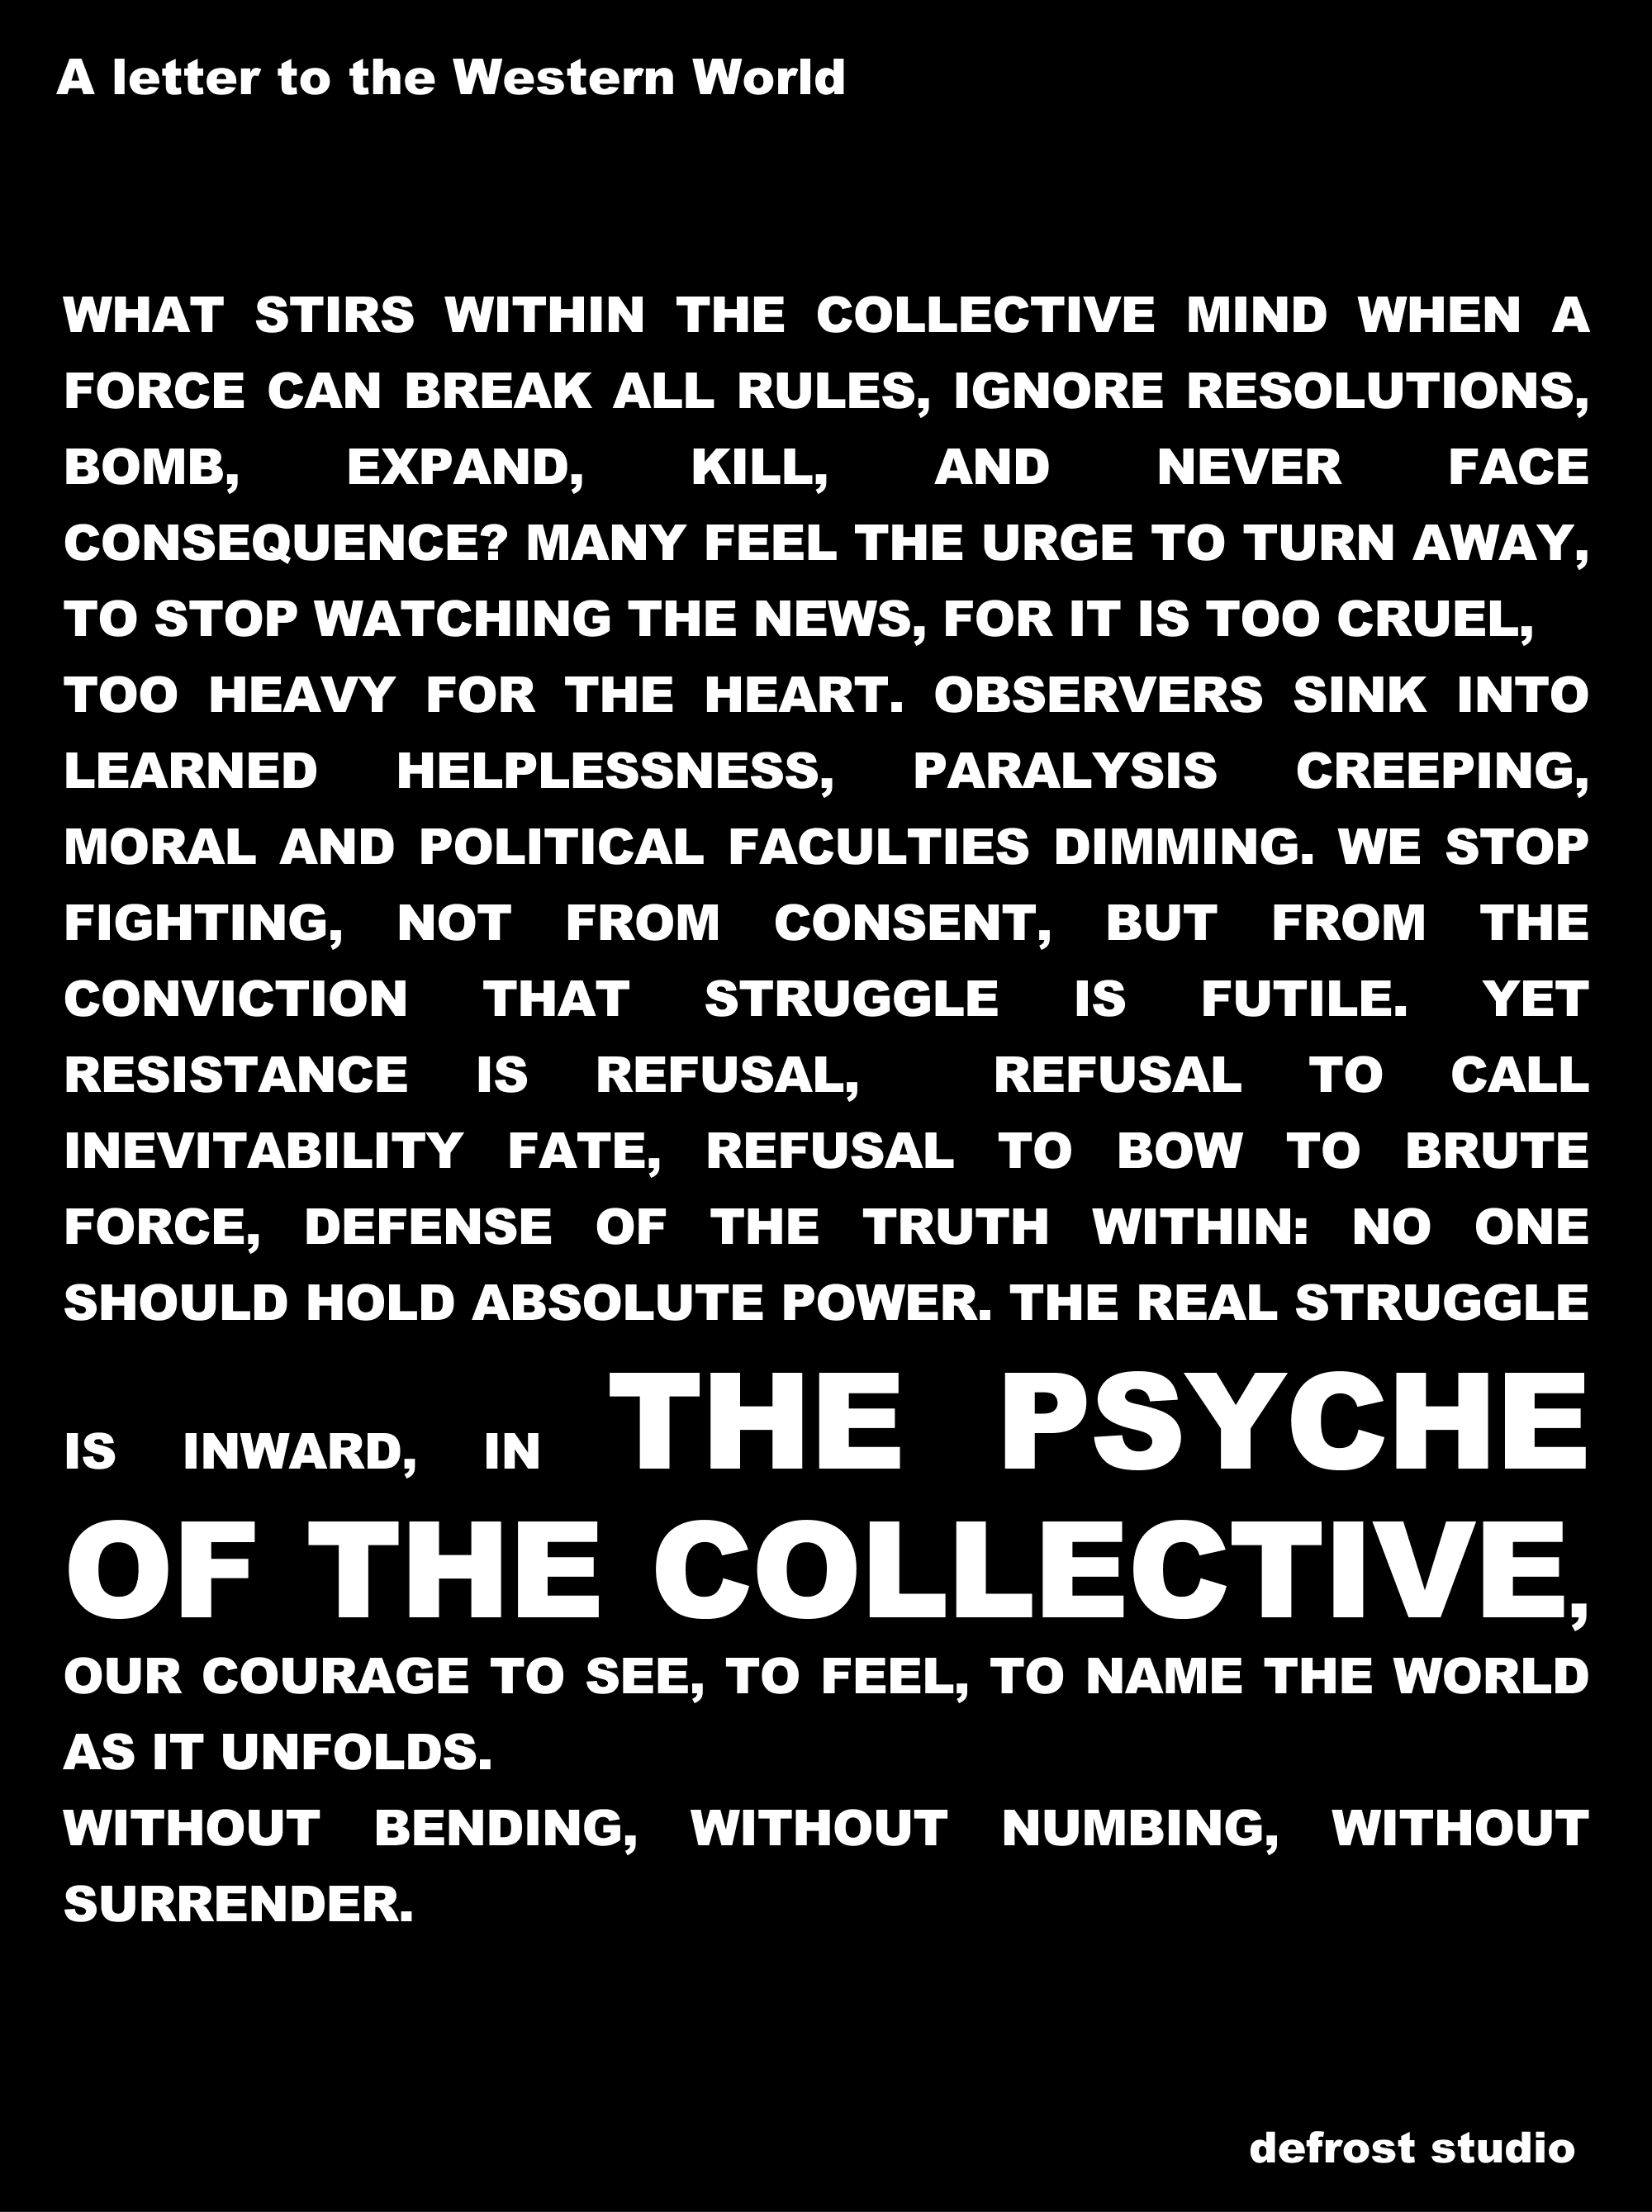 A letter to the Western World
WHAT STIRS WITHIN THE COLLECTIVE MIND WHEN A
FORCE CAN BREAK ALL RULES, IGNORE RESOLUTIONS,
BOMB, EXPAND, KILL, AND NEVER FACE
CONSEQUENCE? MANY FEEL THE URGE TO TURN AWAY,
TO STOP WATCHING THE NEWS, FOR IT IS TOO CRUEL,
TOO HEAVY FOR THE HEART. OBSERVERS SINK INTO
LEARNED HELPLESSNESS, PARALYSIS CREEPING,
MORAL AND POLITICAL FACULTIES DIMMING. WE STOP
FIGHTING, NOT FROM CONSENT, BUT FROM THE
CONVICTION THAT STRUGGLE IS FUTILE. YET
RESISTANCE IS REFUSAL, REFUSAL TO CALL
INEVITABILITY FATE, REFUSAL TO BOW TO BRUTE
FORCE, DEFENSE OF THE TRUTH WITHIN: NO ONE
SHOULD HOLD ABSOLUTE POWER. THE REAL STRUGGLE
IS INWARD, IN THE PSYCHE
OF THE COLLECTIVE,
OUR COURAGE TO SEE, TO FEEL, TO NAME THE WORLD
AS IT UNFOLDS.
WITHOUT BENDING, WITHOUT NUMBING, WITHOUT
SURRENDER.
defrost studio